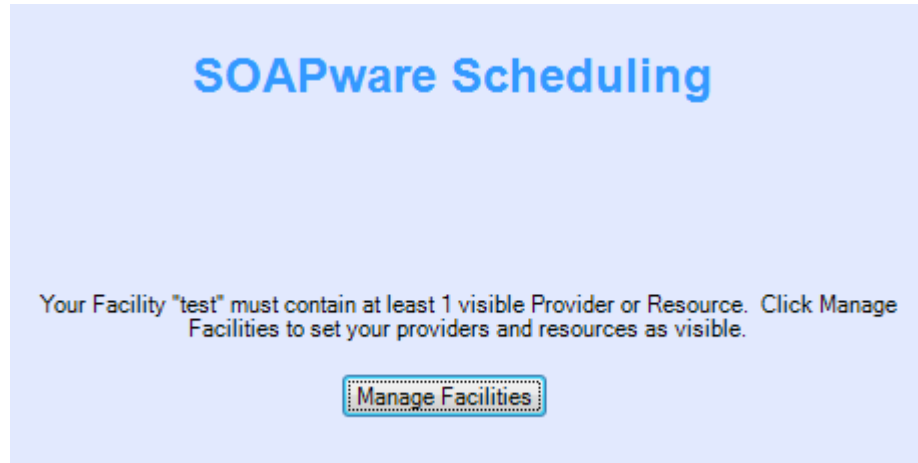 SOAPware Scheduling
Your Facility "test" must contain at least 1 visible Provider or Resource.  Click Manage
Facilities to set your providers and resources as visible.
Manage Facilities